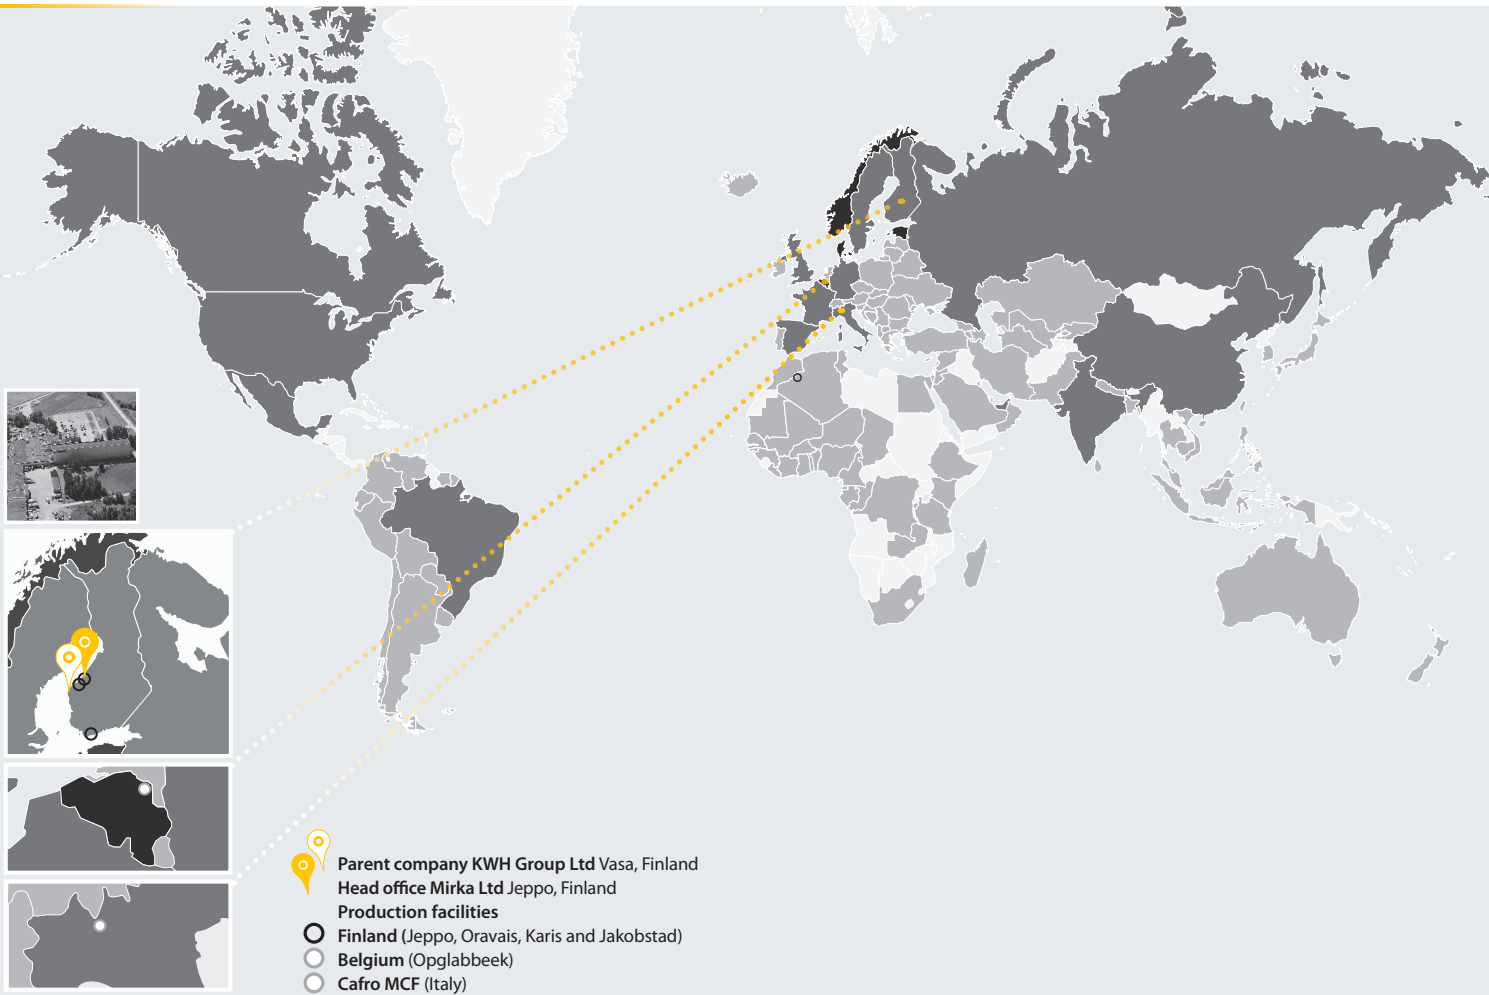 Parent company KWH Group Ltd Vasa, Finland
Head office Mirka Ltd Jeppo, Finland
Production facilities
Finland (Jeppo, Oravais, Karis and Jakobstad)
Belgium (Opglabbeek)
Cafro MCF (Italy)